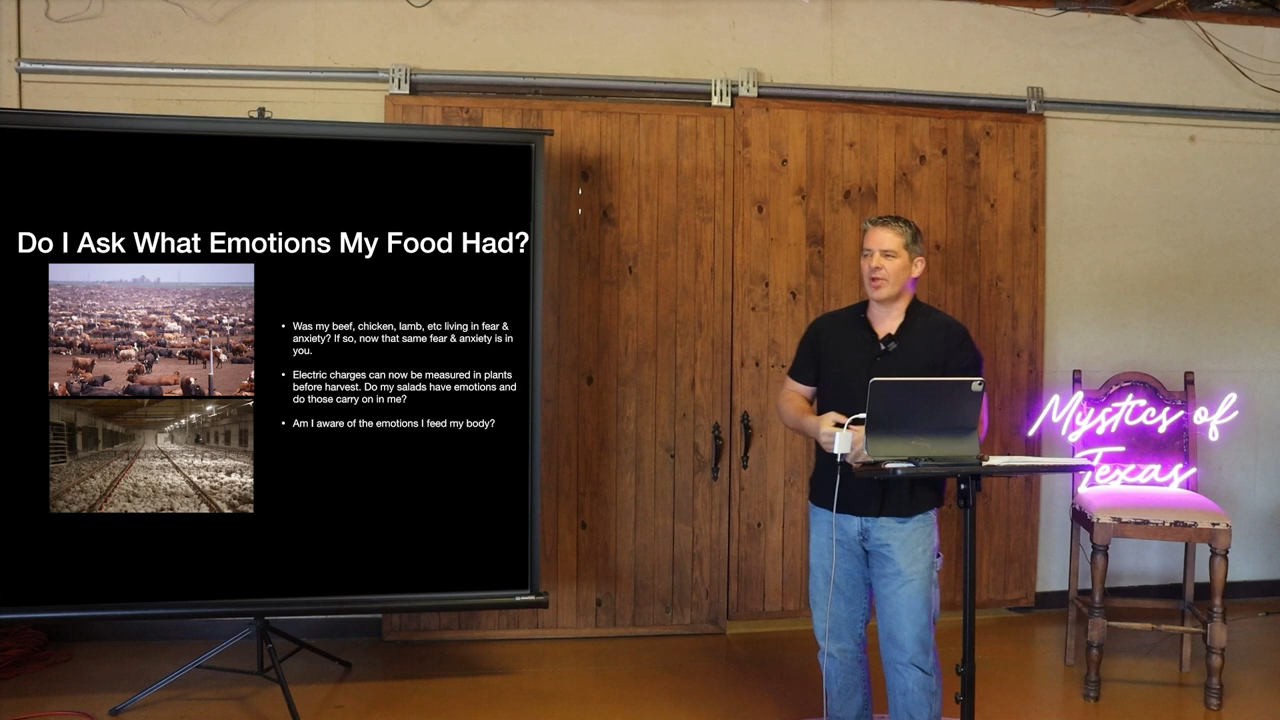 Do I Ask What Emotions My Food Had?
• Was my beef, chicken, lamb, etc living in fear &
anxiety? If so, now that same fear & anxiety is in
you.
• Electric charges can now be measured in plants
before harvest. Do my salads have emotions and
do those carry on in me?
• Am I aware of the emotions I feed my body?
Mystics of
Texas